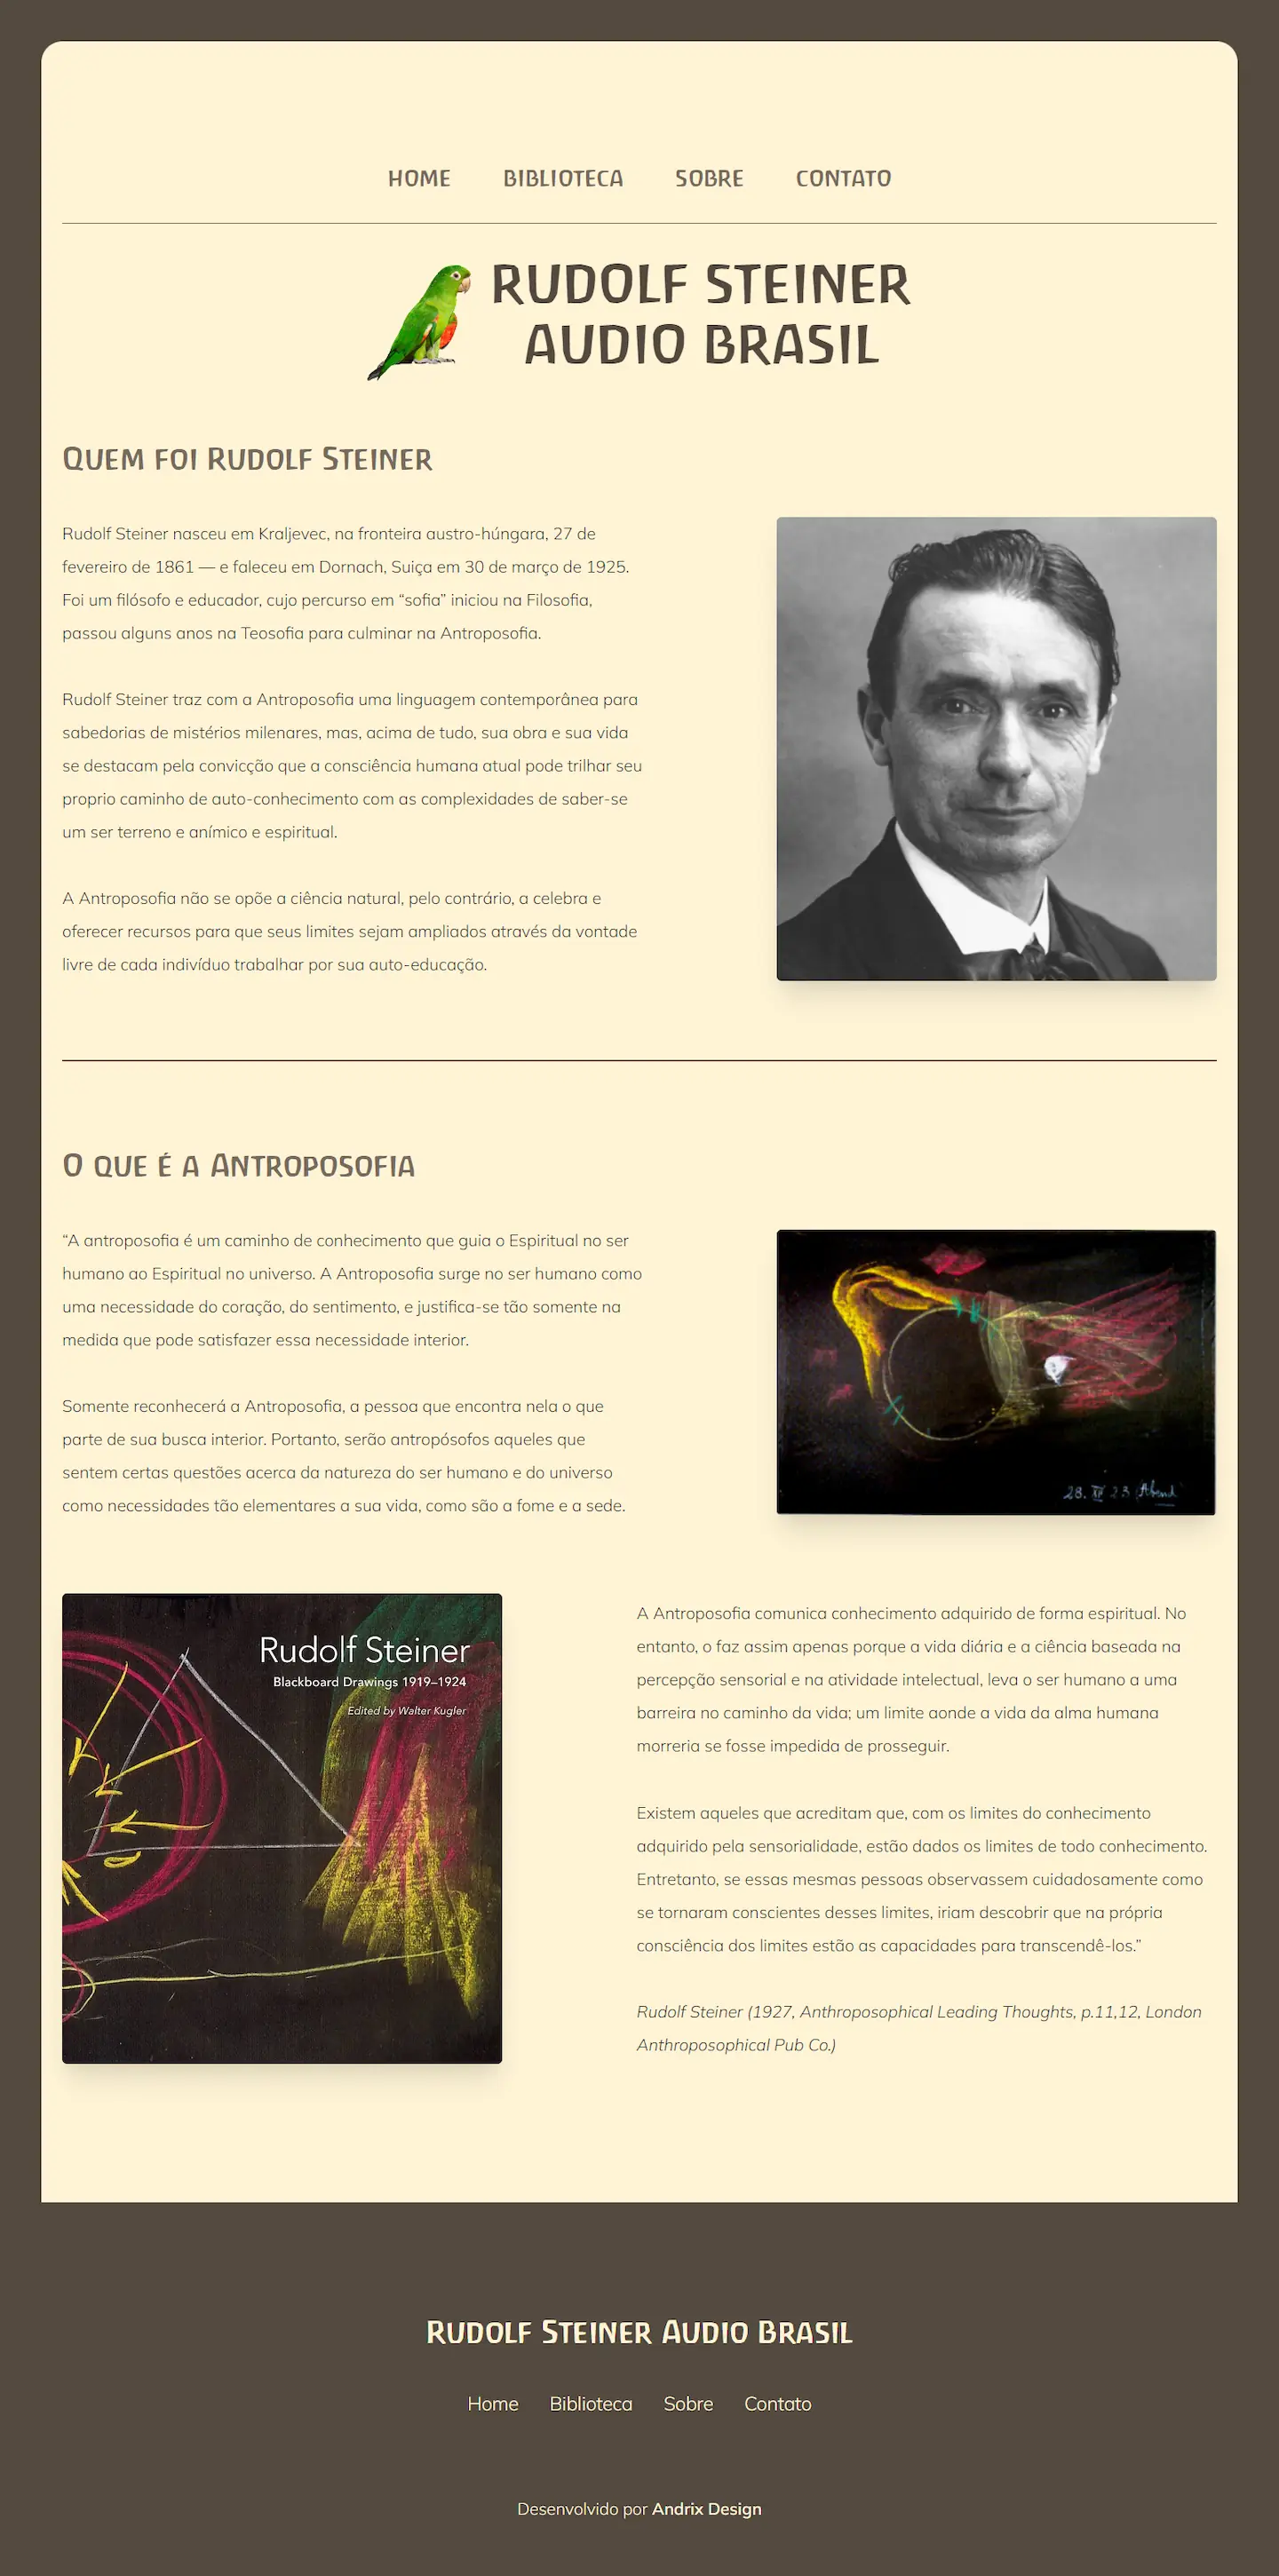 HOME BIBLIOTECA SOBRE CONTATO
RUDOLF STEINER
AUDIO BRASIL
Quem foi Rudolf Steiner
Rudolf Steiner nasceu em Kraljevec, na fronteira austro-húngara, 27 de
fevereiro de 1861 — e faleceu em Dornach, Suiça em 30 de março de 1925.
Foi um filósofo e educador, cujo percurso em “sofia” iniciou na Filosofia,
passou alguns anos na Teosofia para culminar na Antroposofia.
Rudolf Steiner traz com a Antroposofia uma linguagem contemporânea para
sabedorias de mistérios milenares, mas, acima de tudo, sua obra e sua vida
se destacam pela convicção que a consciência humana atual pode trilhar seu
proprio caminho de auto-conhecimento com as complexidades de saber-se
um ser terreno e anímico e espiritual.
A Antroposofia não se opõe a ciência natural, pelo contrário, a celebra e
oferecer recursos para que seus limites sejam ampliados através da vontade
livre de cada indivíduo trabalhar por sua auto-educação.
O que é a Antroposofia
“A antroposofia é um caminho de conhecimento que guia o Espiritual no ser
humano ao Espiritual no universo. A Antroposofia surge no ser humano como
uma necessidade do coração, do sentimento, e justifica-se tão somente na
medida que pode satisfazer essa necessidade interior.
Somente reconhecerá a Antroposofia, a pessoa que encontra nela o que
parte de sua busca interior. Portanto, serão antropósofos aqueles que
sentem certas questões acerca da natureza do ser humano e do universo
como necessidades tão elementares a sua vida, como são a fome e a sede.
28. XI 23 Abend
Rudolf Steiner
Blackboard Drawings 1919–1924
Edited by Walter Kugler
A Antroposofia comunica conhecimento adquirido de forma espiritual. No
entanto, o faz assim apenas porque a vida diária e a ciência baseada na
percepção sensorial e na atividade intelectual, leva o ser humano a uma
barreira no caminho da vida; um limite aonde a vida da alma humana
morreria se fosse impedida de prosseguir.
Existem aqueles que acreditam que, com os limites do conhecimento
adquirido pela sensorialidade, estão dados os limites de todo conhecimento.
Entretanto, se essas mesmas pessoas observassem cuidadosamente como
se tornaram conscientes desses limites, iriam descobrir que na própria
consciência dos limites estão as capacidades para transcendê-los.”
Rudolf Steiner (1927, Anthroposophical Leading Thoughts, p.11,12, London
Anthroposophical Pub Co.)
Rudolf Steiner Audio Brasil
Home Biblioteca Sobre Contato
Desenvolvido por Andrix Design